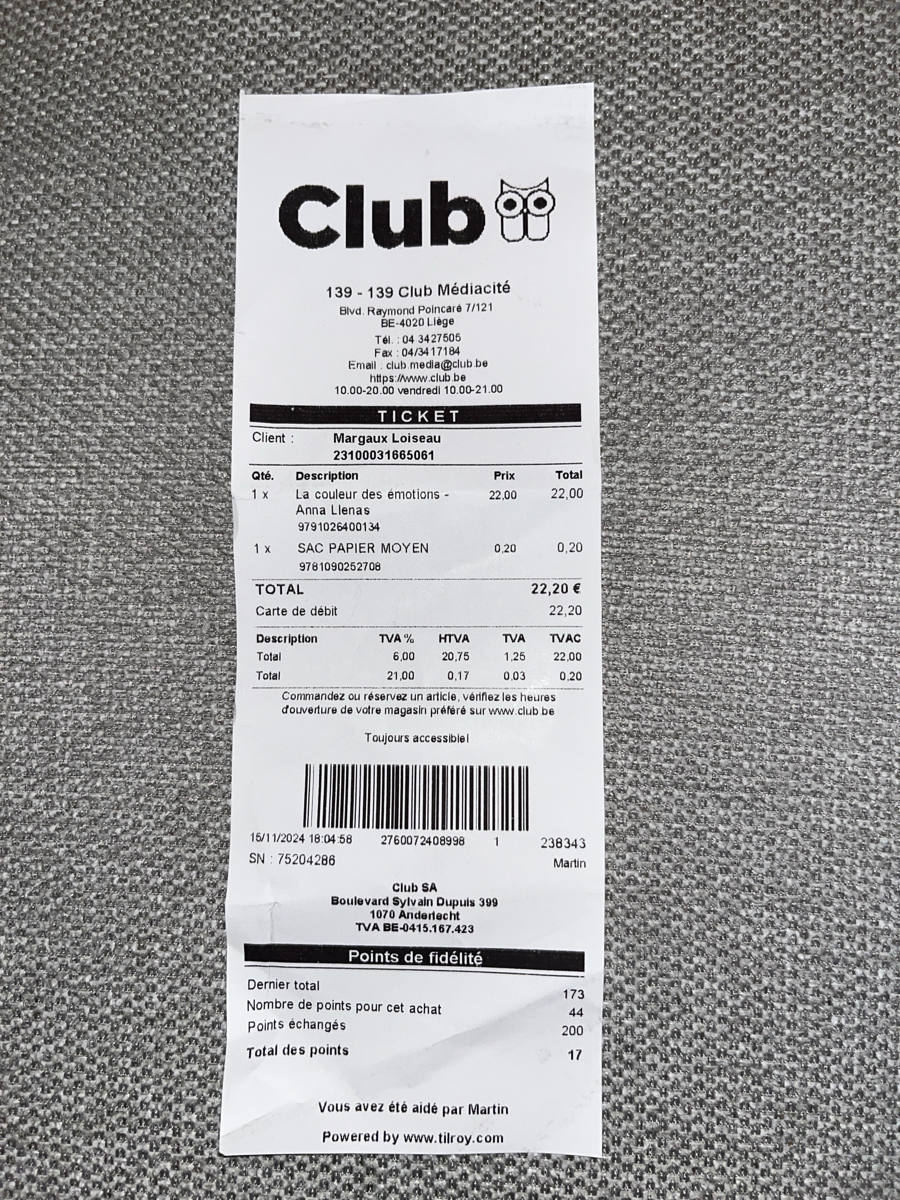 Club
139 - 139 Club Médiacité
Blvd. Raymond Poincaré 7/121
BE-4020 Liège
Tél. : 04 3427505
Fax : 04/3417184
Email : club.media@club.be
https://www.club.be
10.00-20.00 vendredi 10.00-21.00
TICKET
Client : Margaux Loiseau
23100031665061
Qté. Description Prix Total
1 x La couleur des émotions - 22,00 22,00
Anna Llenas
9791026400134
1 x SAC PAPIER MOYEN 0,20 0,20
9781090252708
TOTAL 22,20 €
Carte de débit 22,20
Description TVA % HTVA TVA TVAC
Total 6,00 20,75 1,25 22,00
Total 21,00 0,17 0,03 0,20
Commandez ou réservez un article, vérifiez les heures
d'ouverture de votre magasin préféré sur www.club.be
Toujours accessible!
15/11/2024 18:04:58 2760072408998 1 238343
SN : 75204286 Martin
Club SA
Boulevard Sylvain Dupuis 399
1070 Anderlecht
TVA BE-0415.167.423
Points de fidélité
Dernier total 173
Nombre de points pour cet achat 44
Points échangés 200
Total des points 17
Vous avez été aidé par Martin
Powered by www.tilroy.com